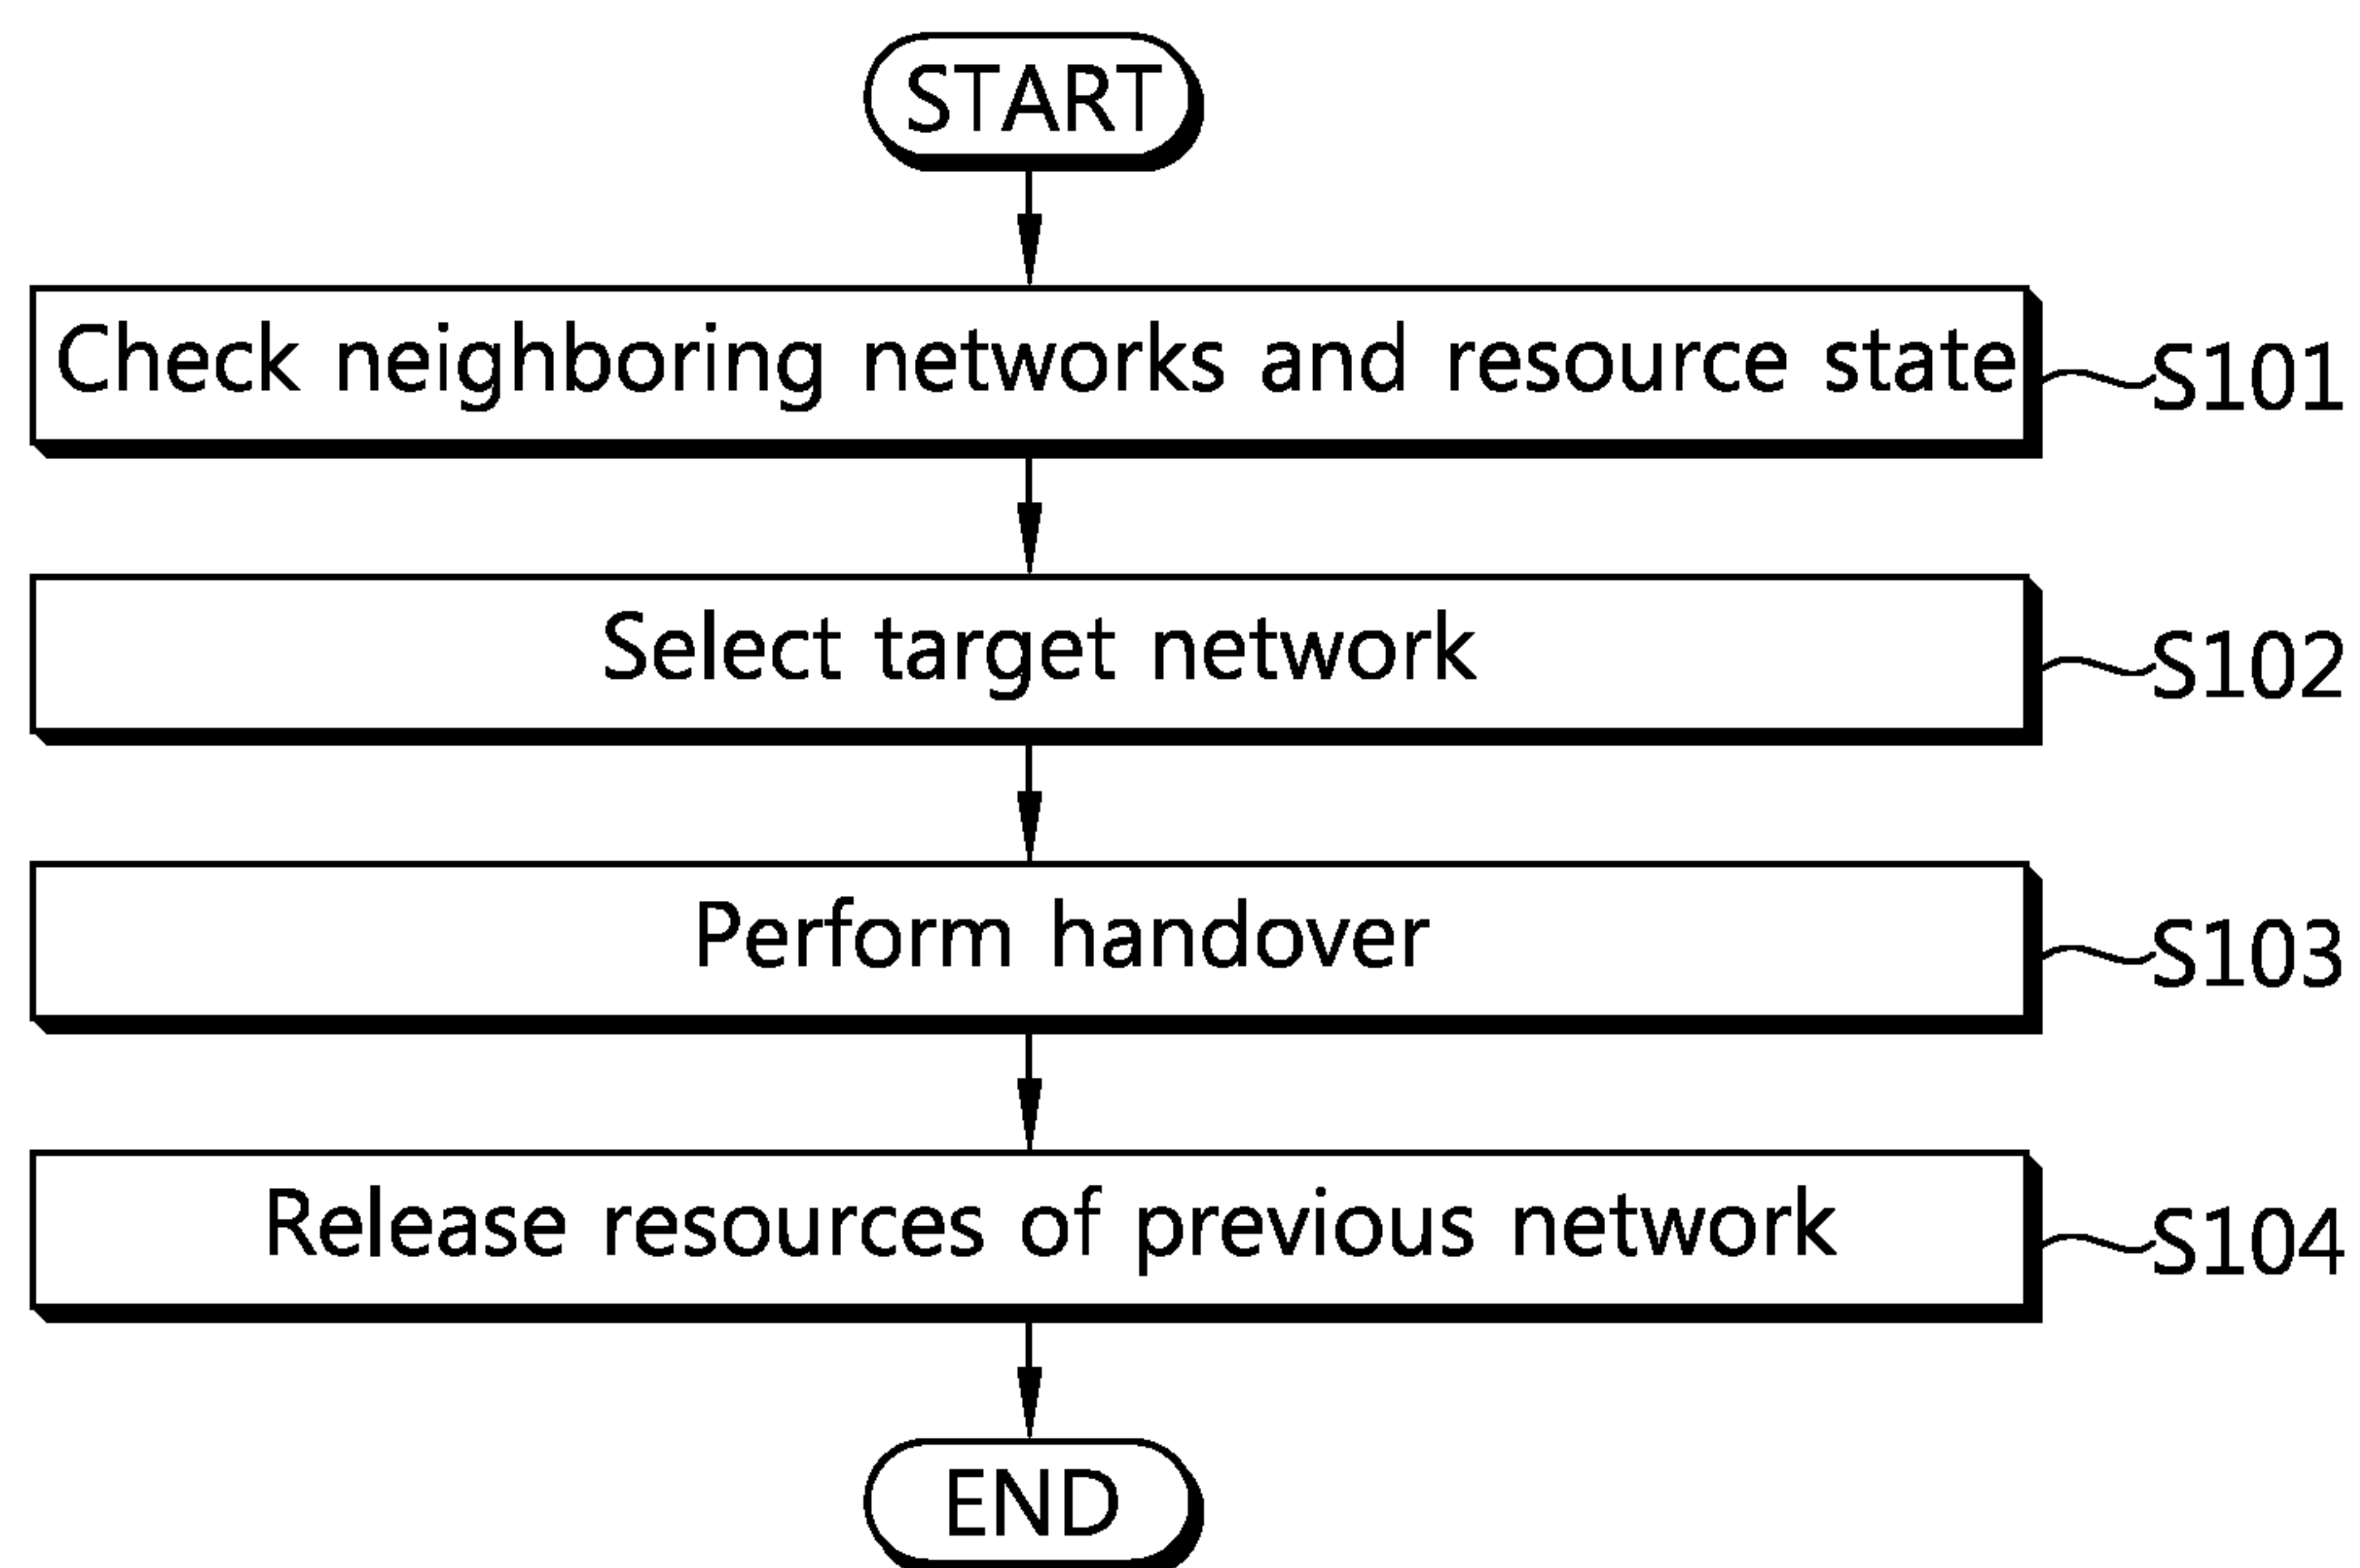 START
Check neighboring networks and resource state
S101
Select target network
S102
Perform handover
S103
Release resources of previous network
S104
END